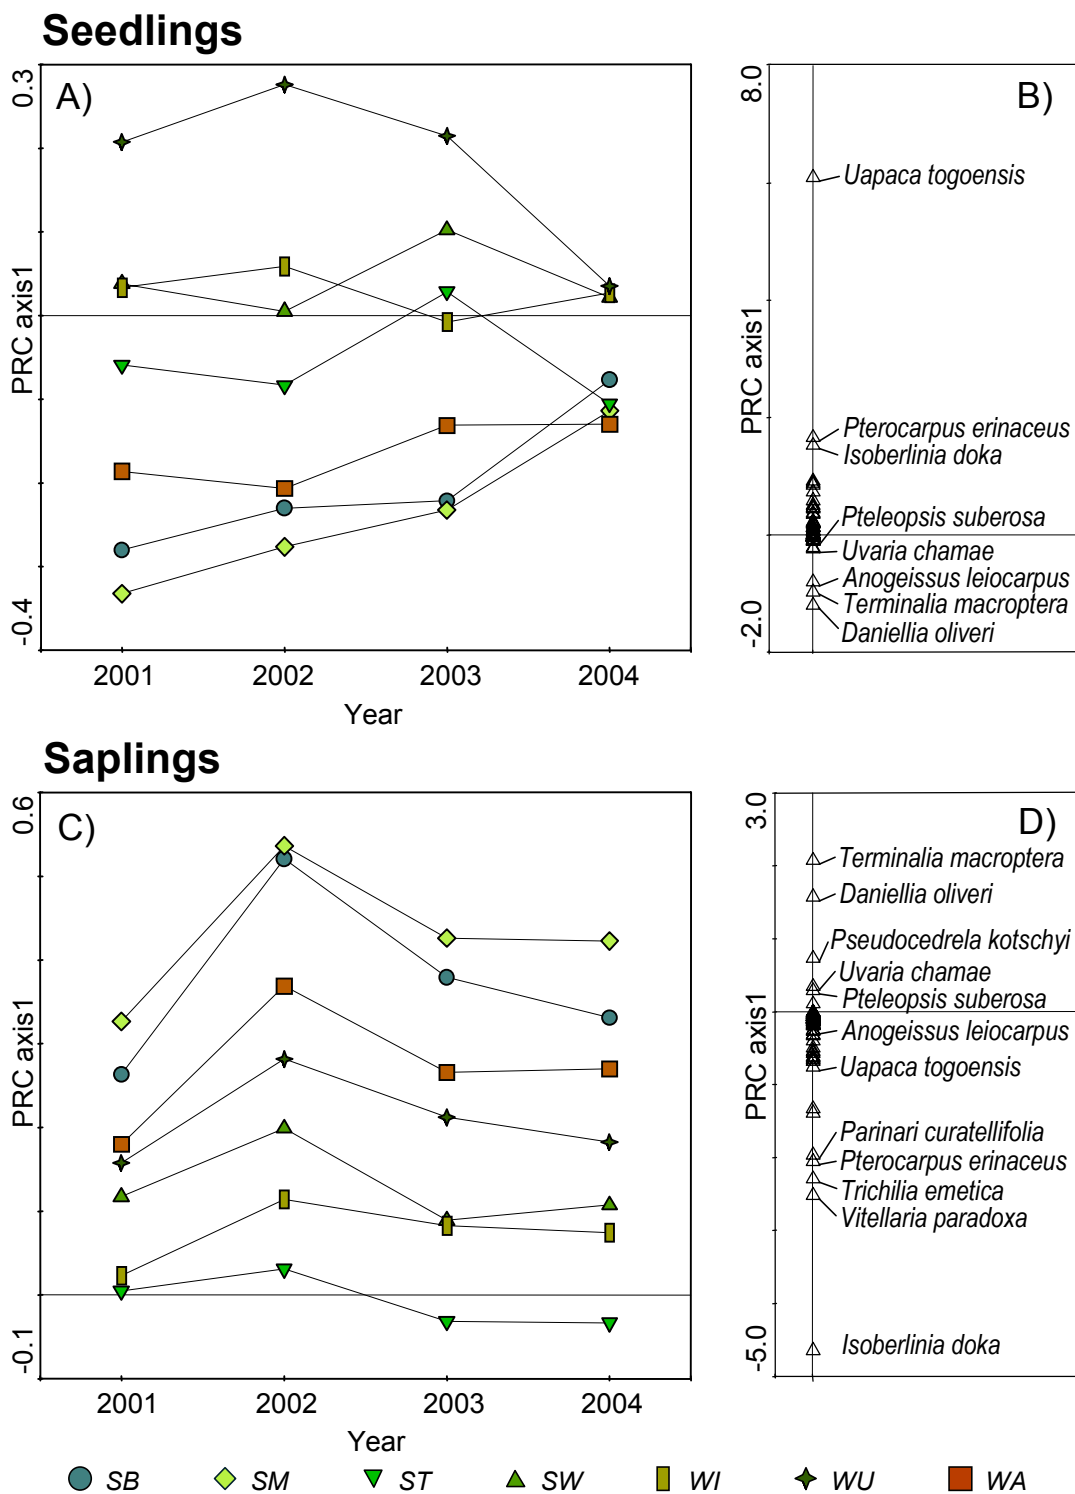 Seedlings
A)
0.3
PRC axis1
-0.4
2001 2002 2003 2004
Year
B)
8.0
PRC axis1
-2.0
Uapaca togoensis
Pterocarpus erinaceus
Isoberlinia doka
Pteleopsis suberosa
Uvaria chamae
Anogeissus leiocarpus
Terminalia macroptera
Daniellia oliveri
Saplings
C)
0.6
PRC axis1
-0.1
2001 2002 2003 2004
Year
D)
3.0
PRC axis1
-5.0
Terminalia macroptera
Daniellia oliveri
Pseudocedrela kotschyi
Uvaria chamae
Pteleopsis suberosa
Anogeissus leiocarpus
Uapaca togoensis
Parinari curatellifolia
Pterocarpus erinaceus
Trichilia emetica
Vitellaria paradoxa
Isoberlinia doka
SB SM ST SW WI WU WA